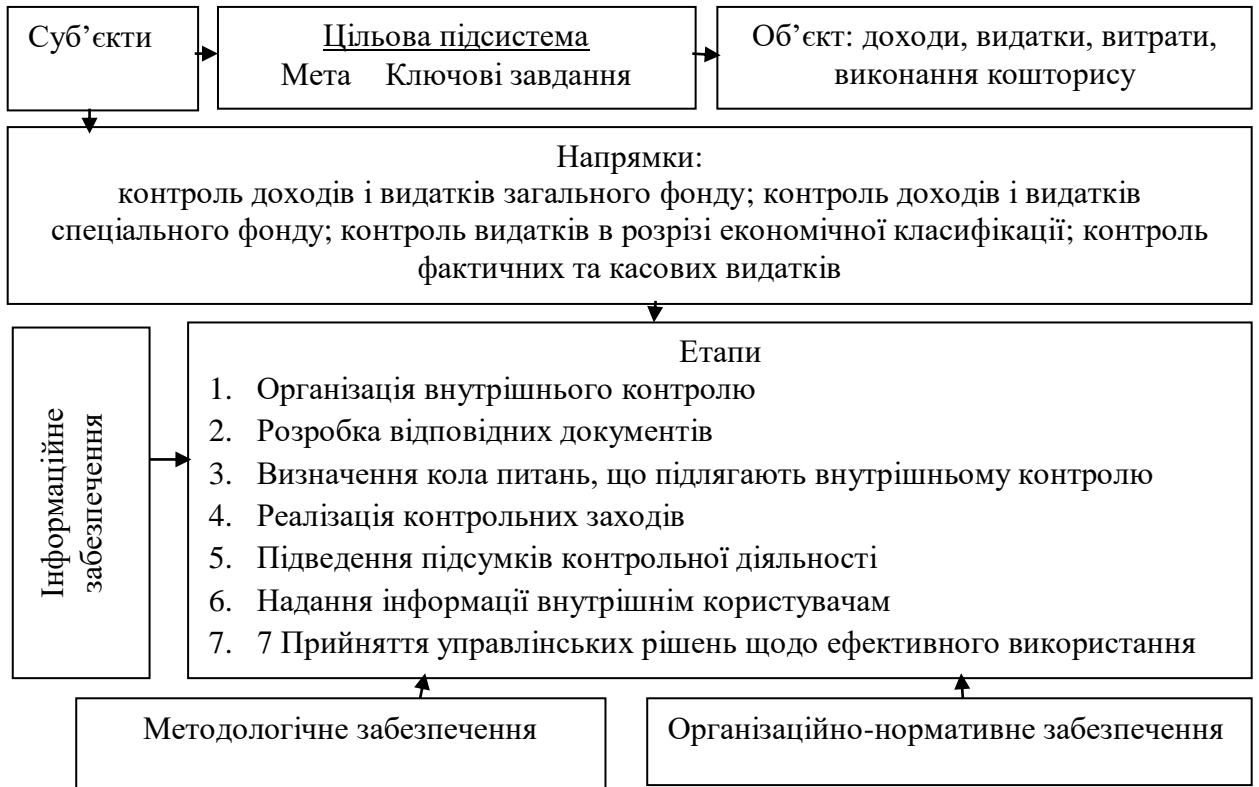 Суб’єкти
Цільова підсистема
Мета Ключові завдання
Об’єкт: доходи, видатки, витрати,
виконання кошторису
Напрямки:
контроль доходів і видатків загального фонду; контроль доходів і видатків
спеціального фонду; контроль видатків в розрізі економічної класифікації; контроль
фактичних та касових видатків
Інформаційне
забезпечення
Етапи
1. Організація внутрішнього контролю
2. Розробка відповідних документів
3. Визначення кола питань, що підлягають внутрішньому контролю
4. Реалізація контрольних заходів
5. Підведення підсумків контрольної діяльності
6. Надання інформації внутрішнім користувачам
7. 7 Прийняття управлінських рішень щодо ефективного використання
Методологічне забезпечення
Організаційно-нормативне забезпечення